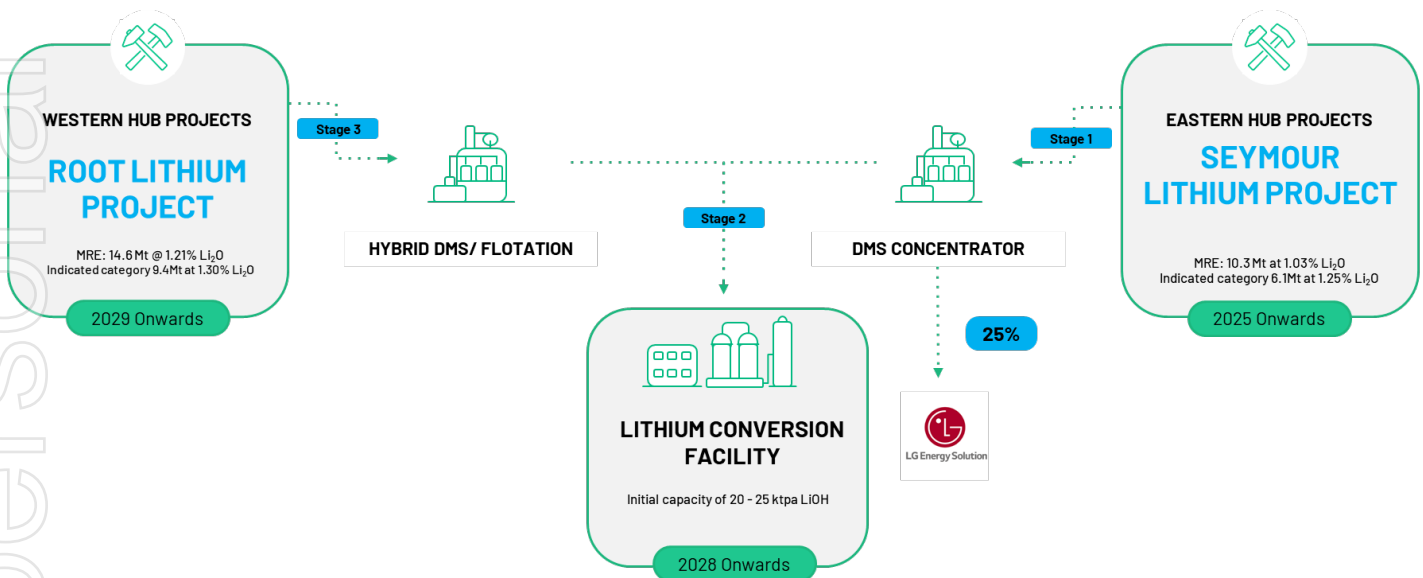 WESTERN HUB PROJECTS
ROOT LITHIUM
PROJECT
MRE: 14.6 Mt @ 1.21% Li₂O
Indicated category 9.4Mt at 1.30% Li₂O
2029 Onwards
Stage 3
HYBRID DMS/ FLOTATION
Stage 2
LITHIUM CONVERSION
FACILITY
Initial capacity of 20 - 25 ktpa LiOH
2028 Onwards
DMS CONCENTRATOR
25%
LG
LG Energy Solution
Stage 1
EASTERN HUB PROJECTS
SEYMOUR
LITHIUM PROJECT
MRE: 10.3 Mt at 1.03% Li₂O
Indicated category 6.1Mt at 1.25% Li₂O
2025 Onwards
personal